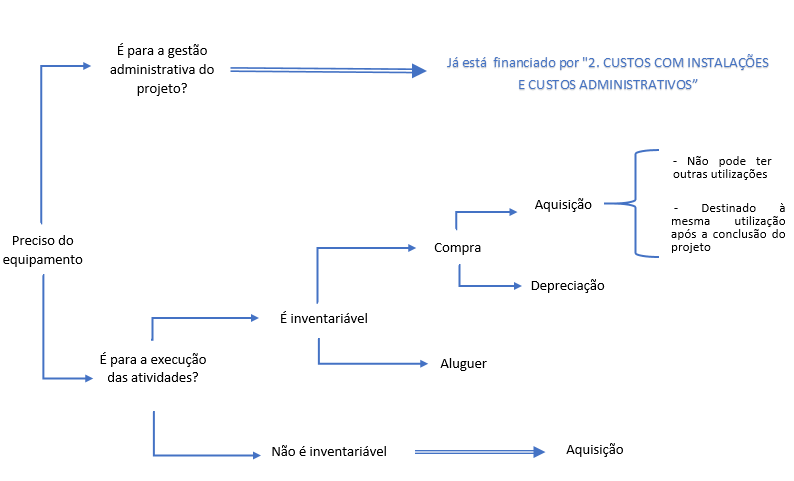 É para a gestão
administrativa do
projeto?
Já está financiado por "2. CUSTOS COM INSTALAÇÕES
E CUSTOS ADMINISTRATIVOS”
- Não pode ter
outras utilizações
- Destinado à
mesma utilização
após a conclusão do
projeto
Aquisição
Preciso do
equipamento
Compra
Depreciação
É inventariável
É para a execução
das atividades?
Aluguer
Não é inventariável
Aquisição